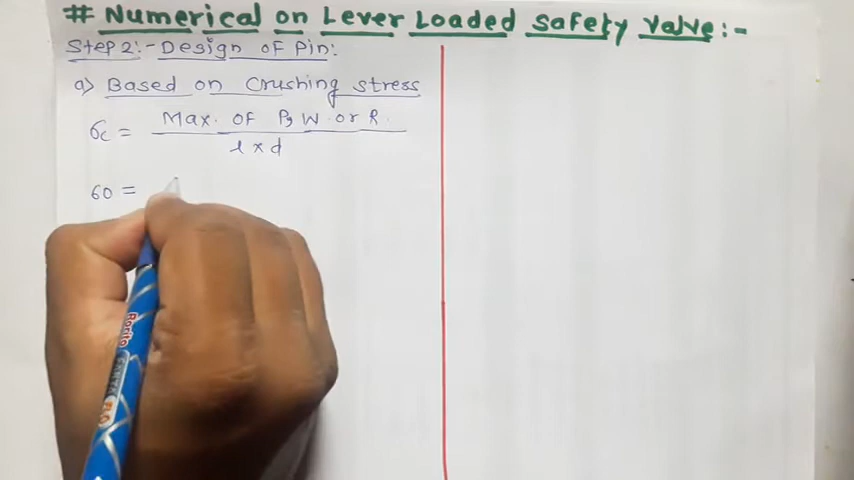 # Numerical on Lever Loaded Safety Valve:-
Step 2:- Design of Pin:
a) Based on Crushing stress
σc = Max. of P, W. or R.
l x d
60 =
Rorito